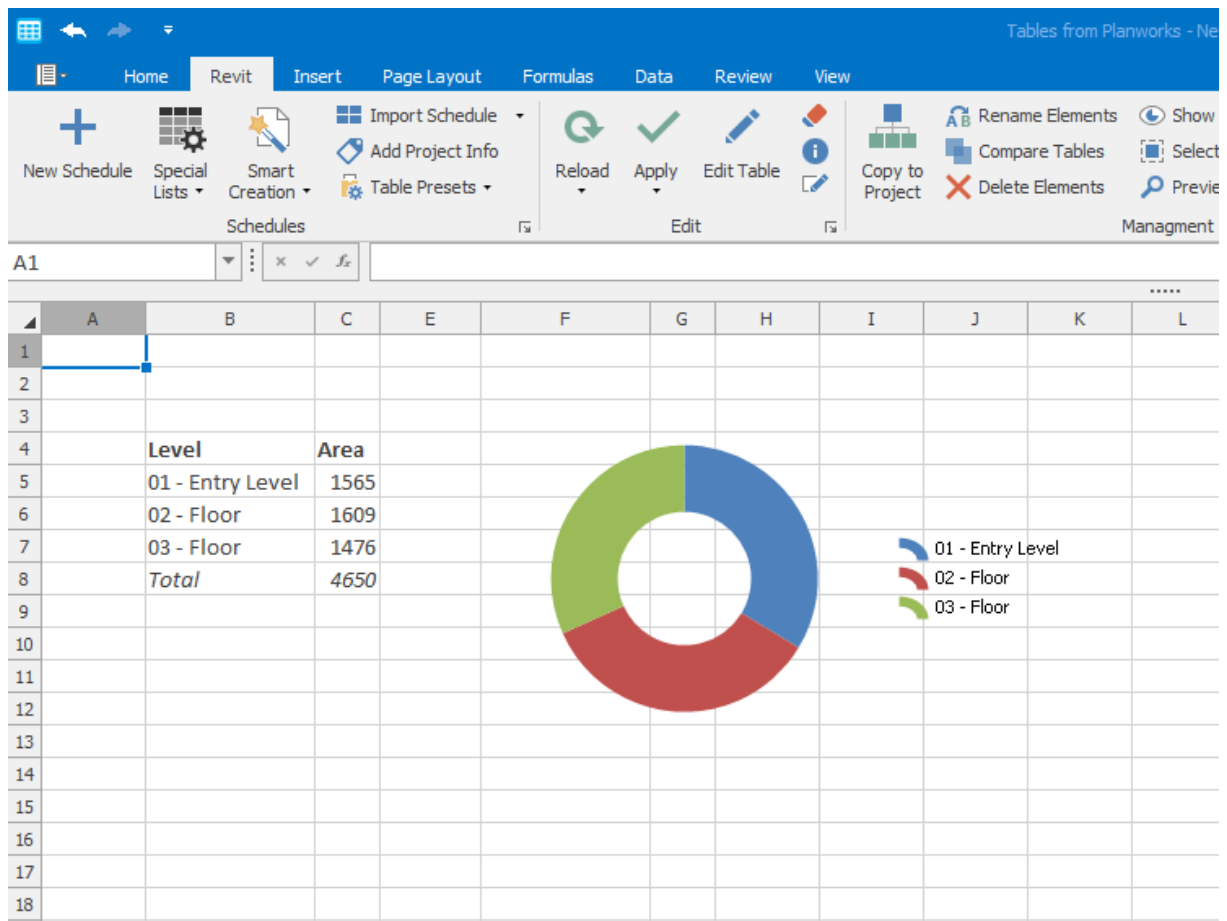 Tables from Planworks - Ne
Home Revit Insert Page Layout Formulas Data Review View
New Schedule
Special Lists
Smart Creation
Import Schedule
Add Project Info
Table Presets
Schedules
Reload
Apply
Edit Table
Edit
Copy to Project
Rename Elements
Compare Tables
Delete Elements
Show
Select
Previe
Managment
A1
fx
A B C E F G H I J K L
1
2
3
4 Level Area
5 01 - Entry Level 1565
6 02 - Floor 1609
7 03 - Floor 1476
8 Total 4650
9
10
11
12
13
14
15
16
17
18
01 - Entry Level
02 - Floor
03 - Floor